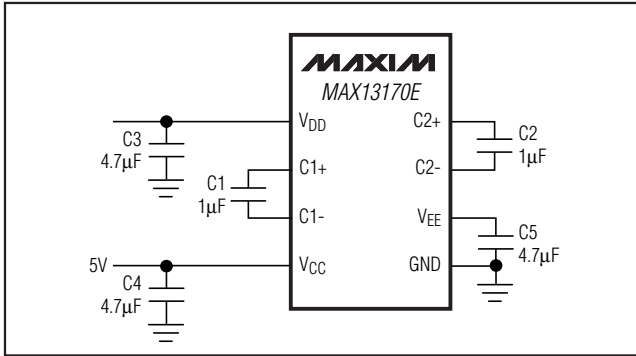 MAXIM
MAX13170E
VDD
C1+
C1-
VCC
C2+
C2-
VEE
GND
C3
4.7µF
C1
1µF
5V
C4
4.7µF
C2
1µF
C5
4.7µF